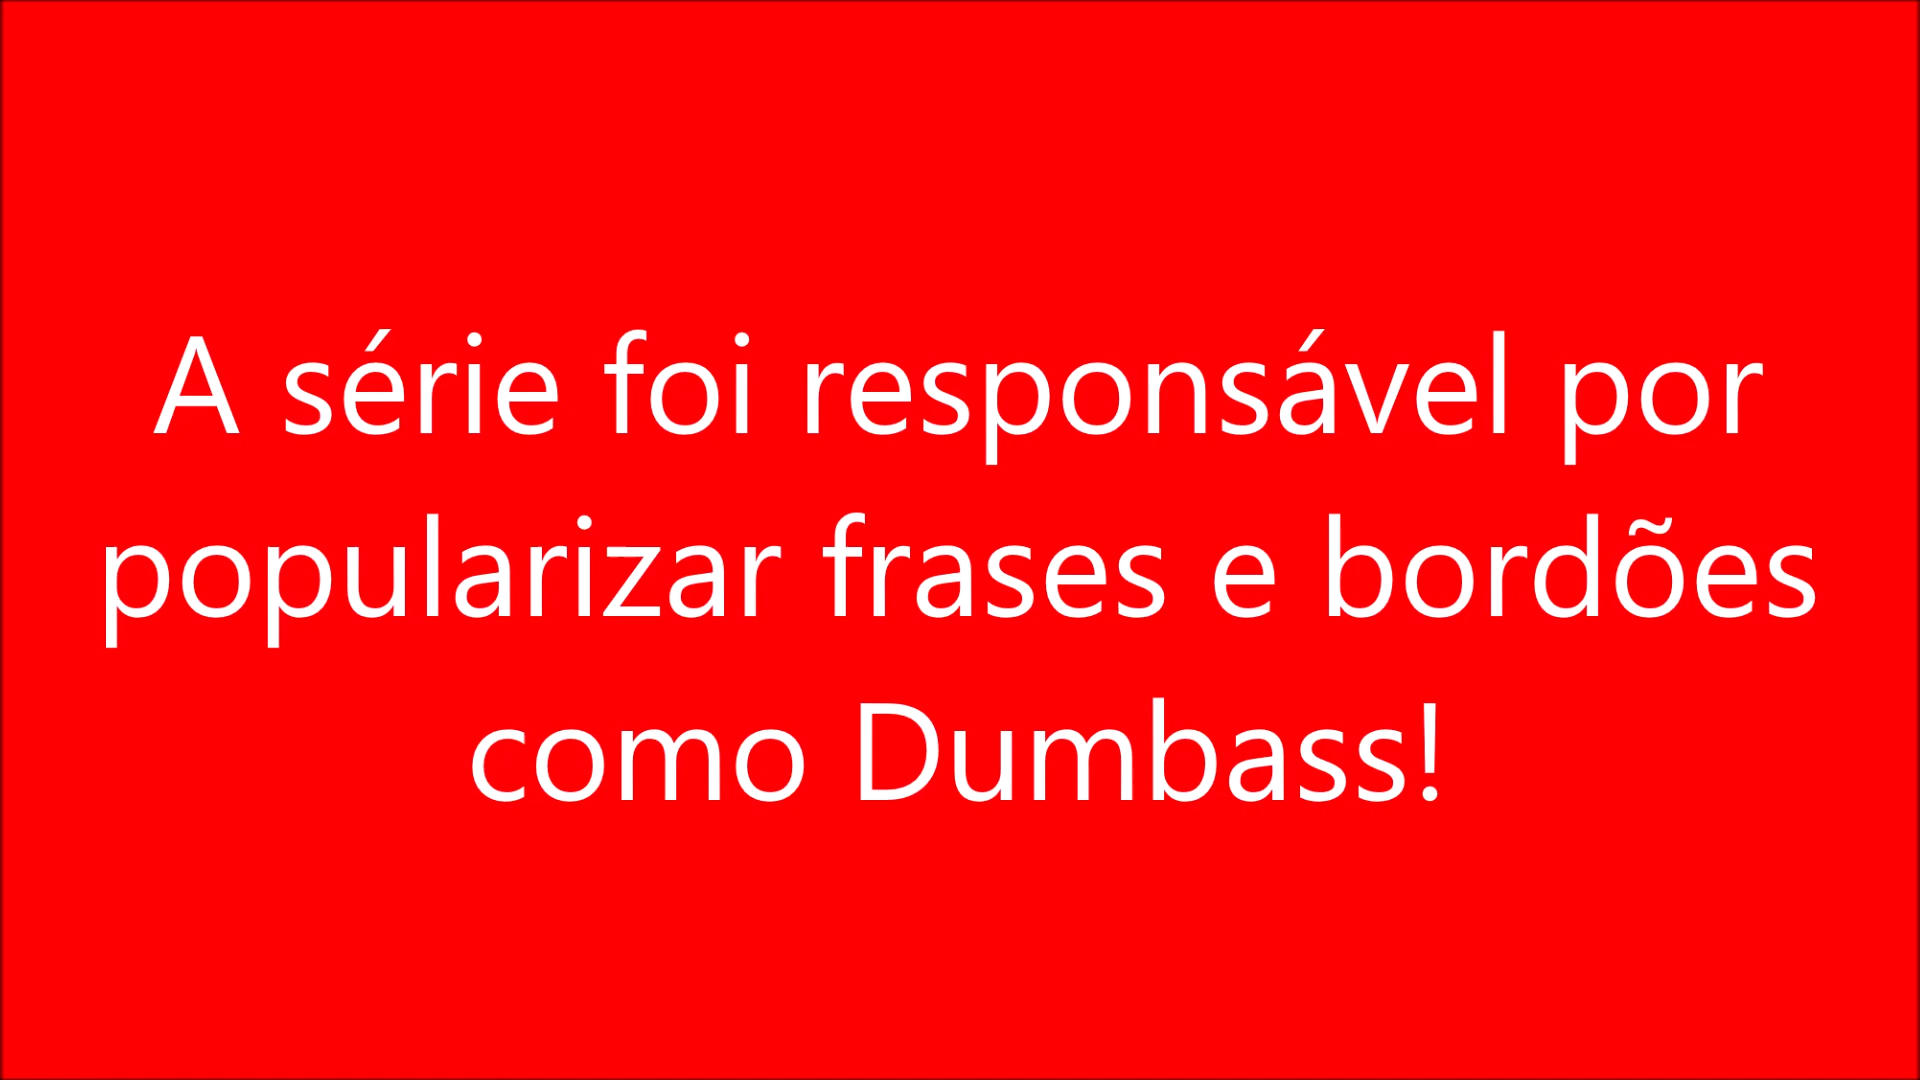 A série foi responsável por
popularizar frases e bordões
como Dumbass!